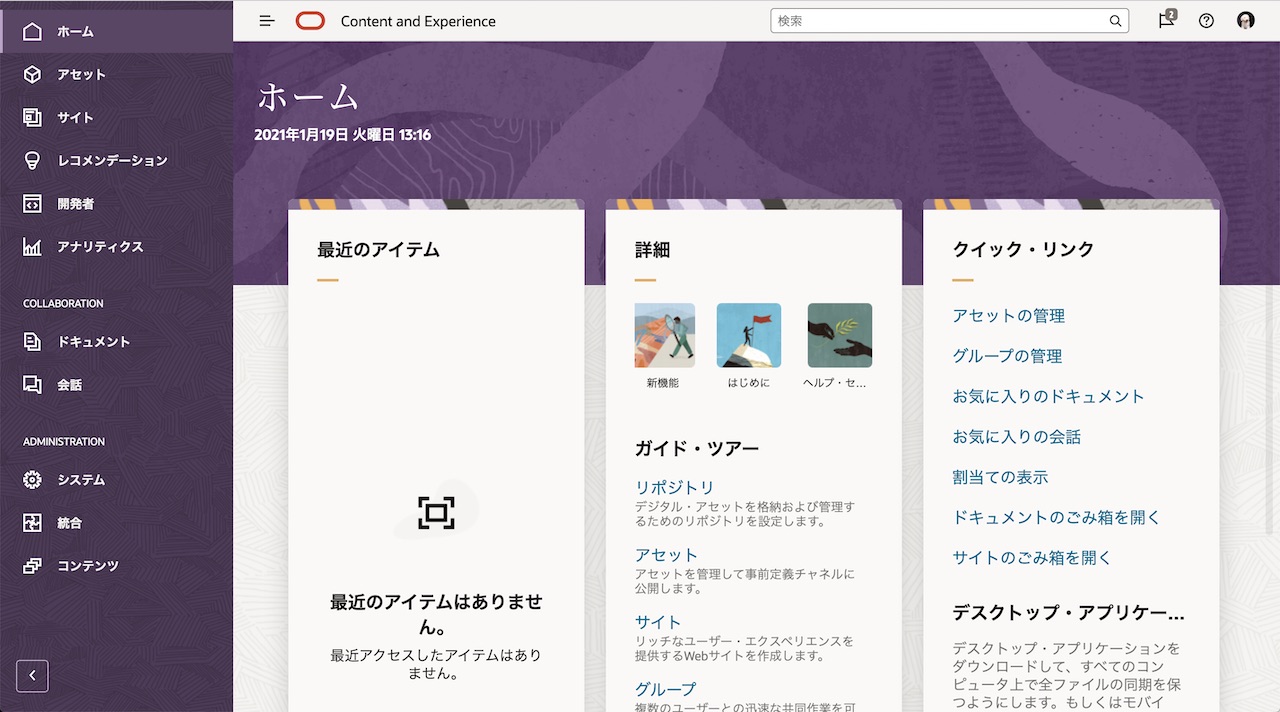 ホーム
アセット
サイト
レコメンデーション
開発者
アナリティクス
COLLABORATION
ドキュメント
会話
ADMINISTRATION
システム
統合
コンテンツ
Content and Experience
検索
2
ホーム
2021年1月19日 火曜日 13:16
最近のアイテム
最近のアイテムはありませ
ん。
最近アクセスしたアイテムはあり
ません。
詳細
新機能
はじめに
ヘルプ・セ...
ガイド・ツアー
リポジトリ
デジタル・アセットを格納および管理す
るためのリポジトリを設定します。
アセット
アセットを管理して事前定義チャネルに
公開します。
サイト
リッチなユーザー・エクスペリエンスを
提供するWebサイトを作成します。
グループ
複数のユーザーとの迅速な共同作業を可
クイック・リンク
アセットの管理
グループの管理
お気に入りのドキュメント
お気に入りの会話
割当ての表示
ドキュメントのごみ箱を開く
サイトのごみ箱を開く
デスクトップ・アプリケー...
デスクトップ・アプリケーションを
ダウンロードして、すべてのコン
ピュータ上で全ファイルの同期を保
つようにします。もしくはモバイ